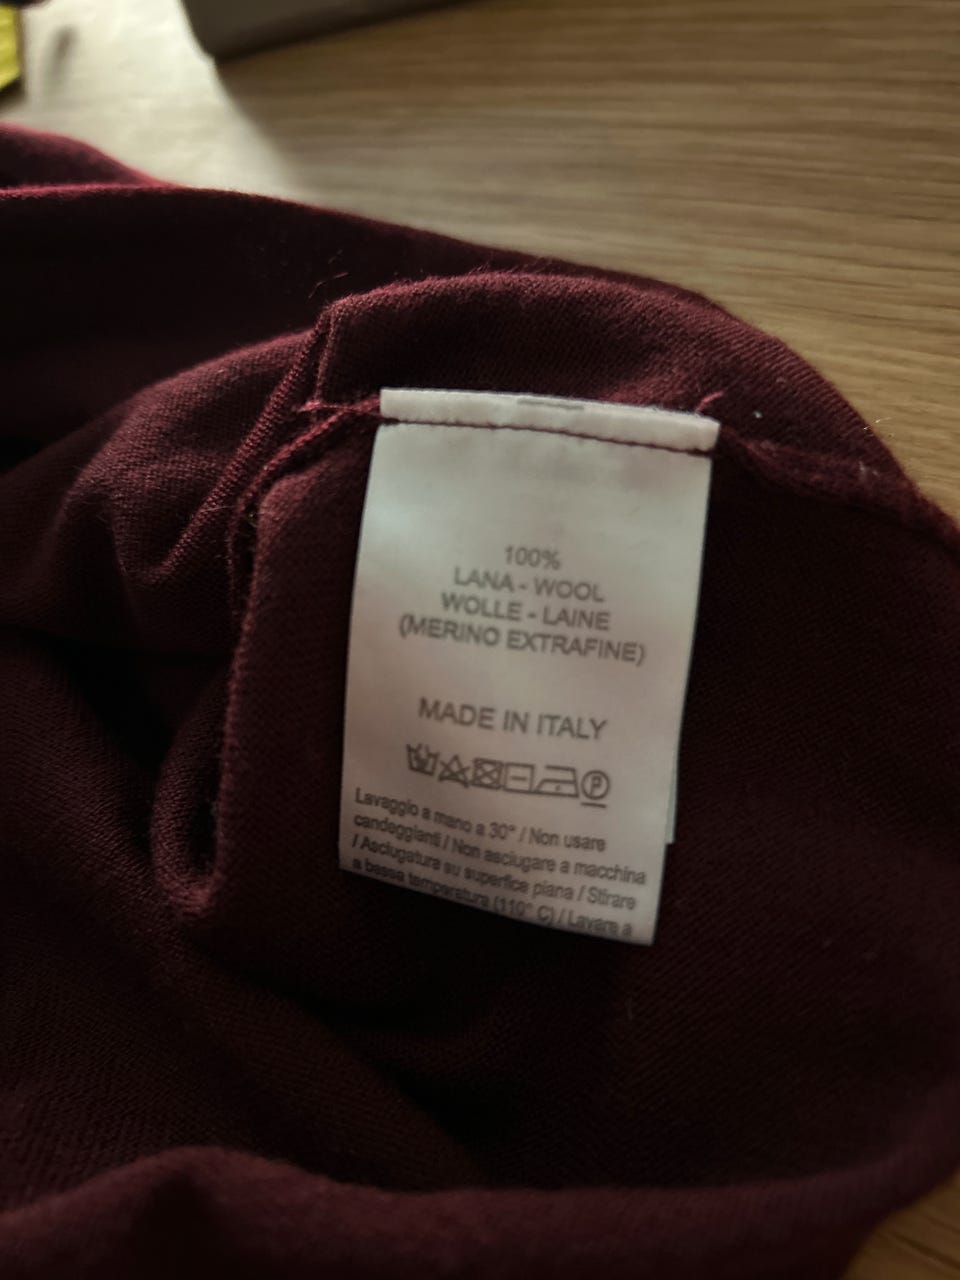 100%
LANA - WOOL
WOLLE - LAINE
(MERINO EXTRAFINE)
MADE IN ITALY
P
Lavaggio a mano a 30° / Non usare
candeggianti / Non asciugare a macchina
/ Asciugatura su superfice piana / Stirare
a bassa temperatura (110° C) / Lavare a